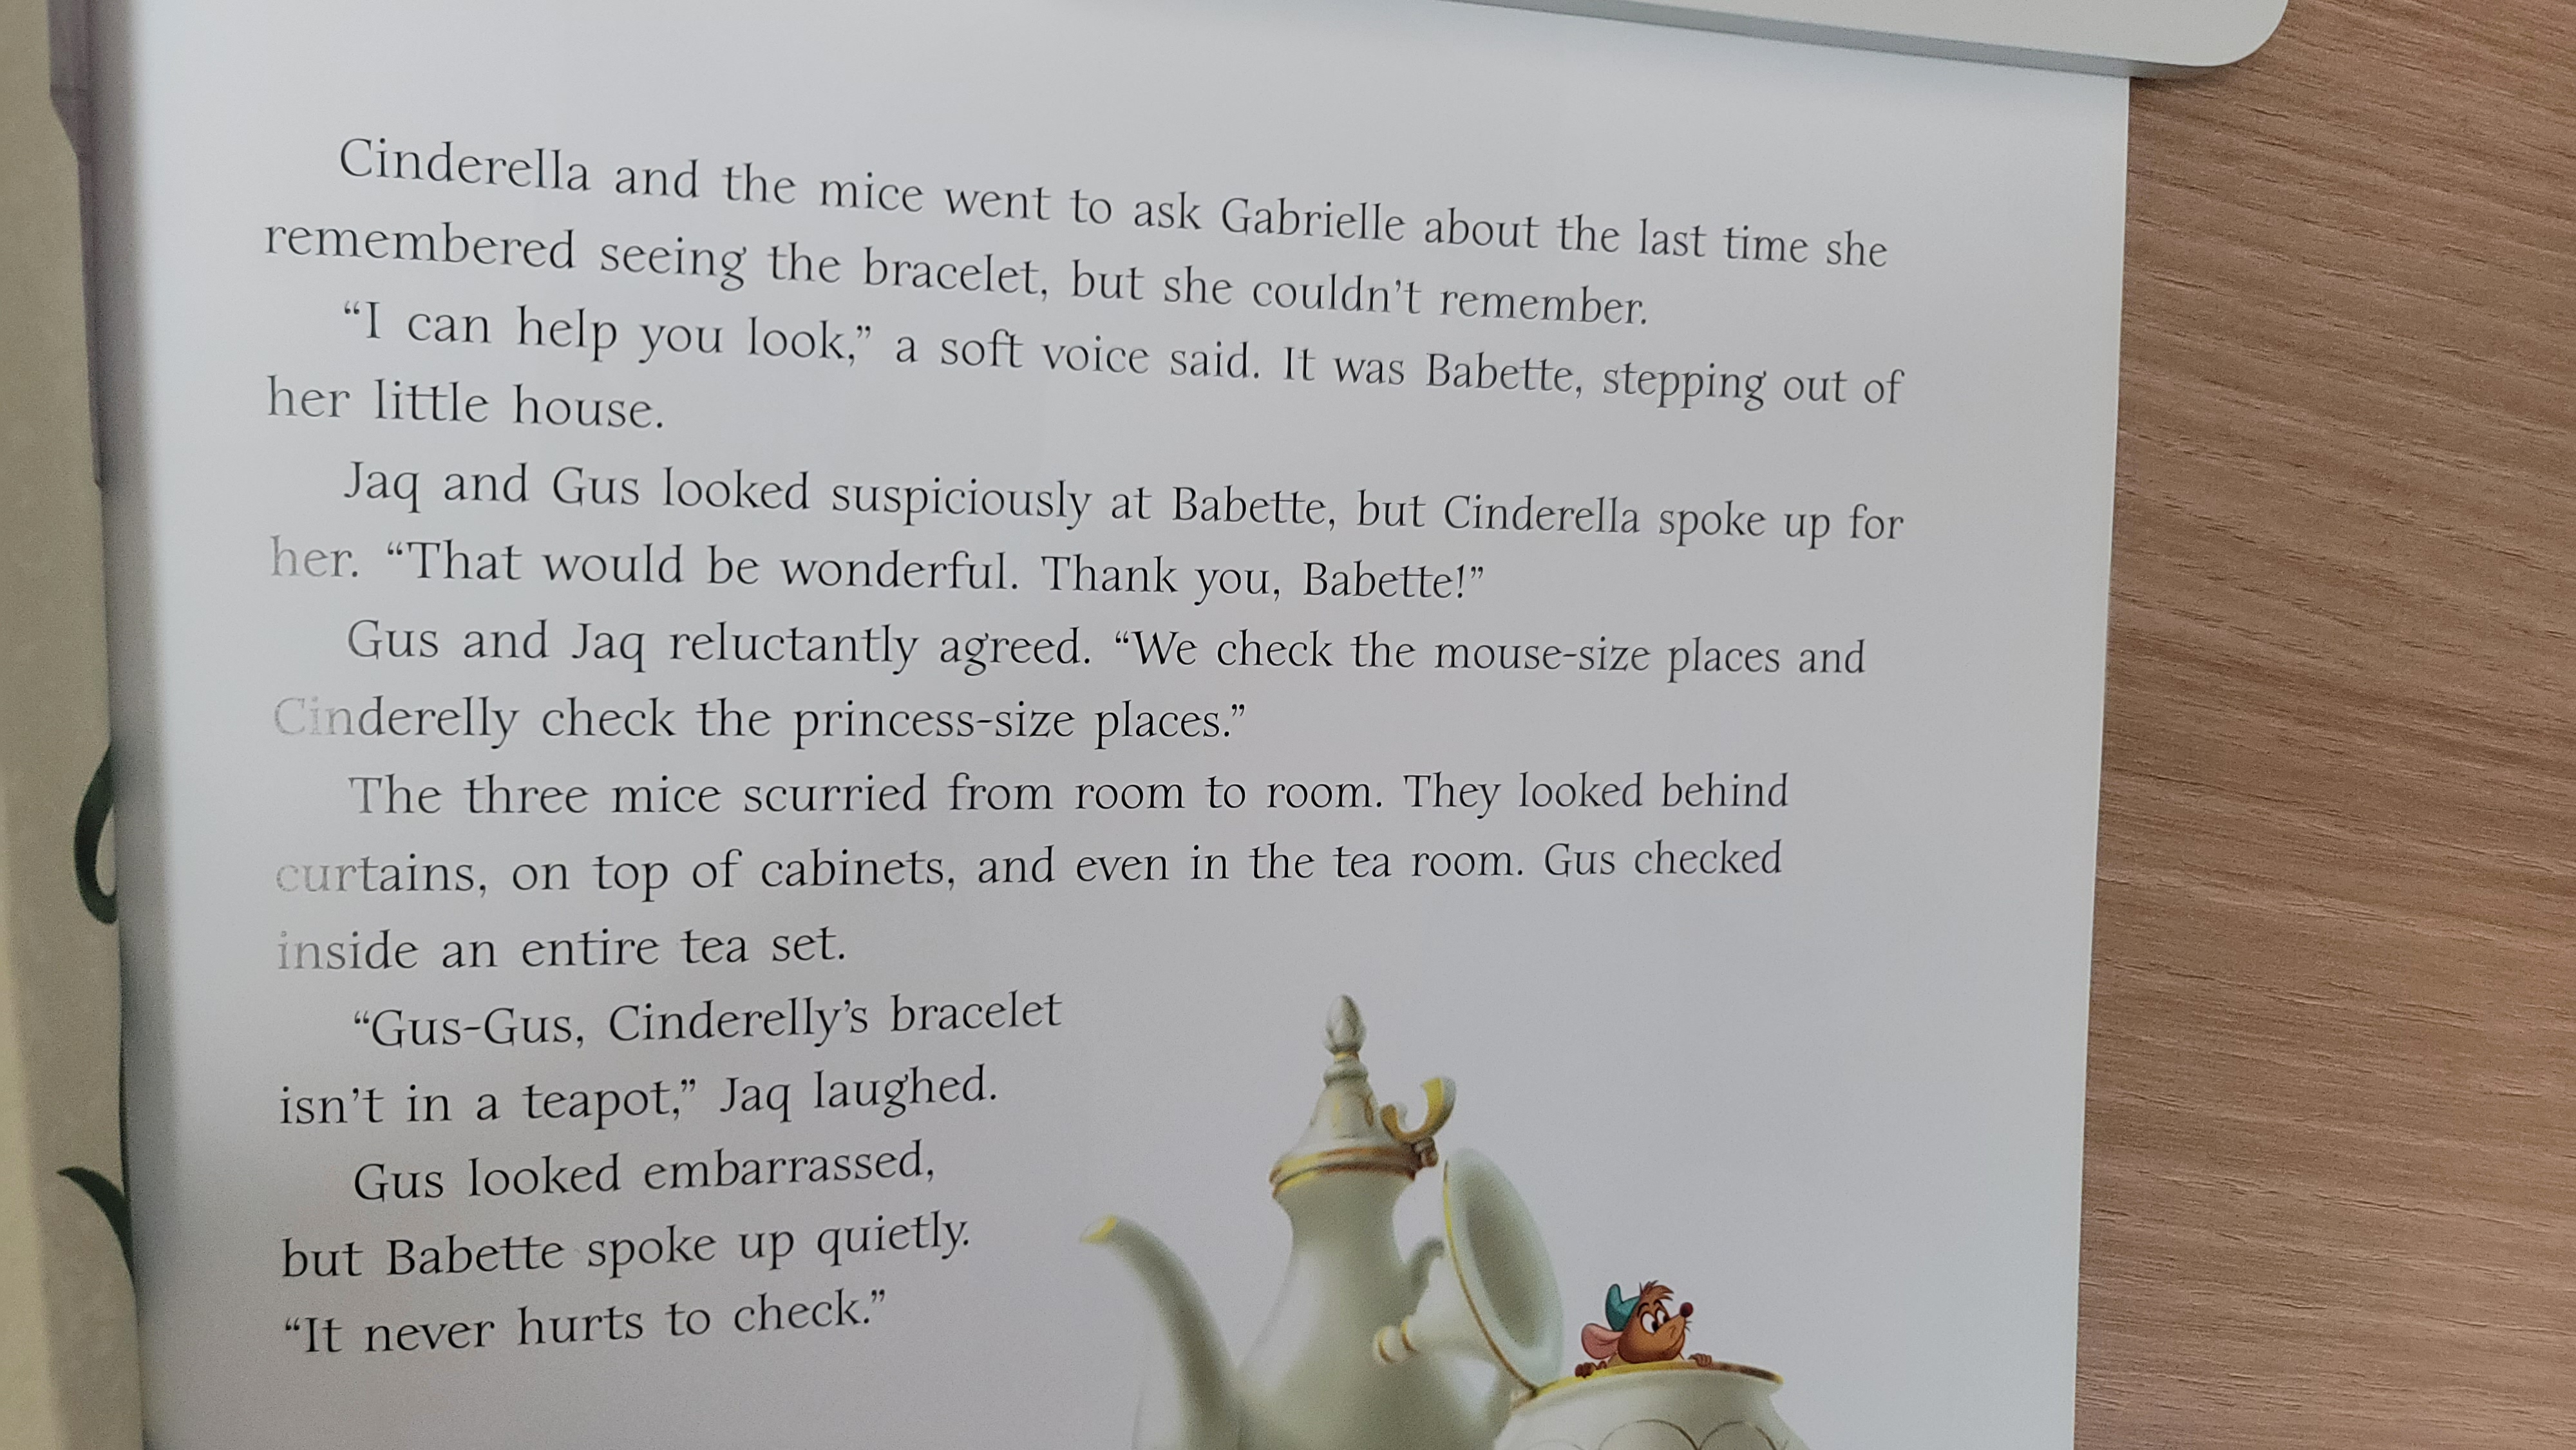 Cinderella and the mice went to ask Gabrielle about the last time she
remembered seeing the bracelet, but she couldn't remember.
“I can help you look,” a soft voice said. It was Babette, stepping out of
her little house.
Jaq and Gus looked suspiciously at Babette, but Cinderella spoke up for
her. “That would be wonderful. Thank you, Babette!”
Gus and Jaq reluctantly agreed. “We check the mouse-size places and
Cinderelly check the princess-size places.”
The three mice scurried from room to room. They looked behind
curtains, on top of cabinets, and even in the tea room. Gus checked
inside an entire tea set.
“Gus-Gus, Cinderelly’s bracelet
isn’t in a teapot,” Jaq laughed.
Gus looked embarrassed,
but Babette spoke up quietly.
“It never hurts to check.”